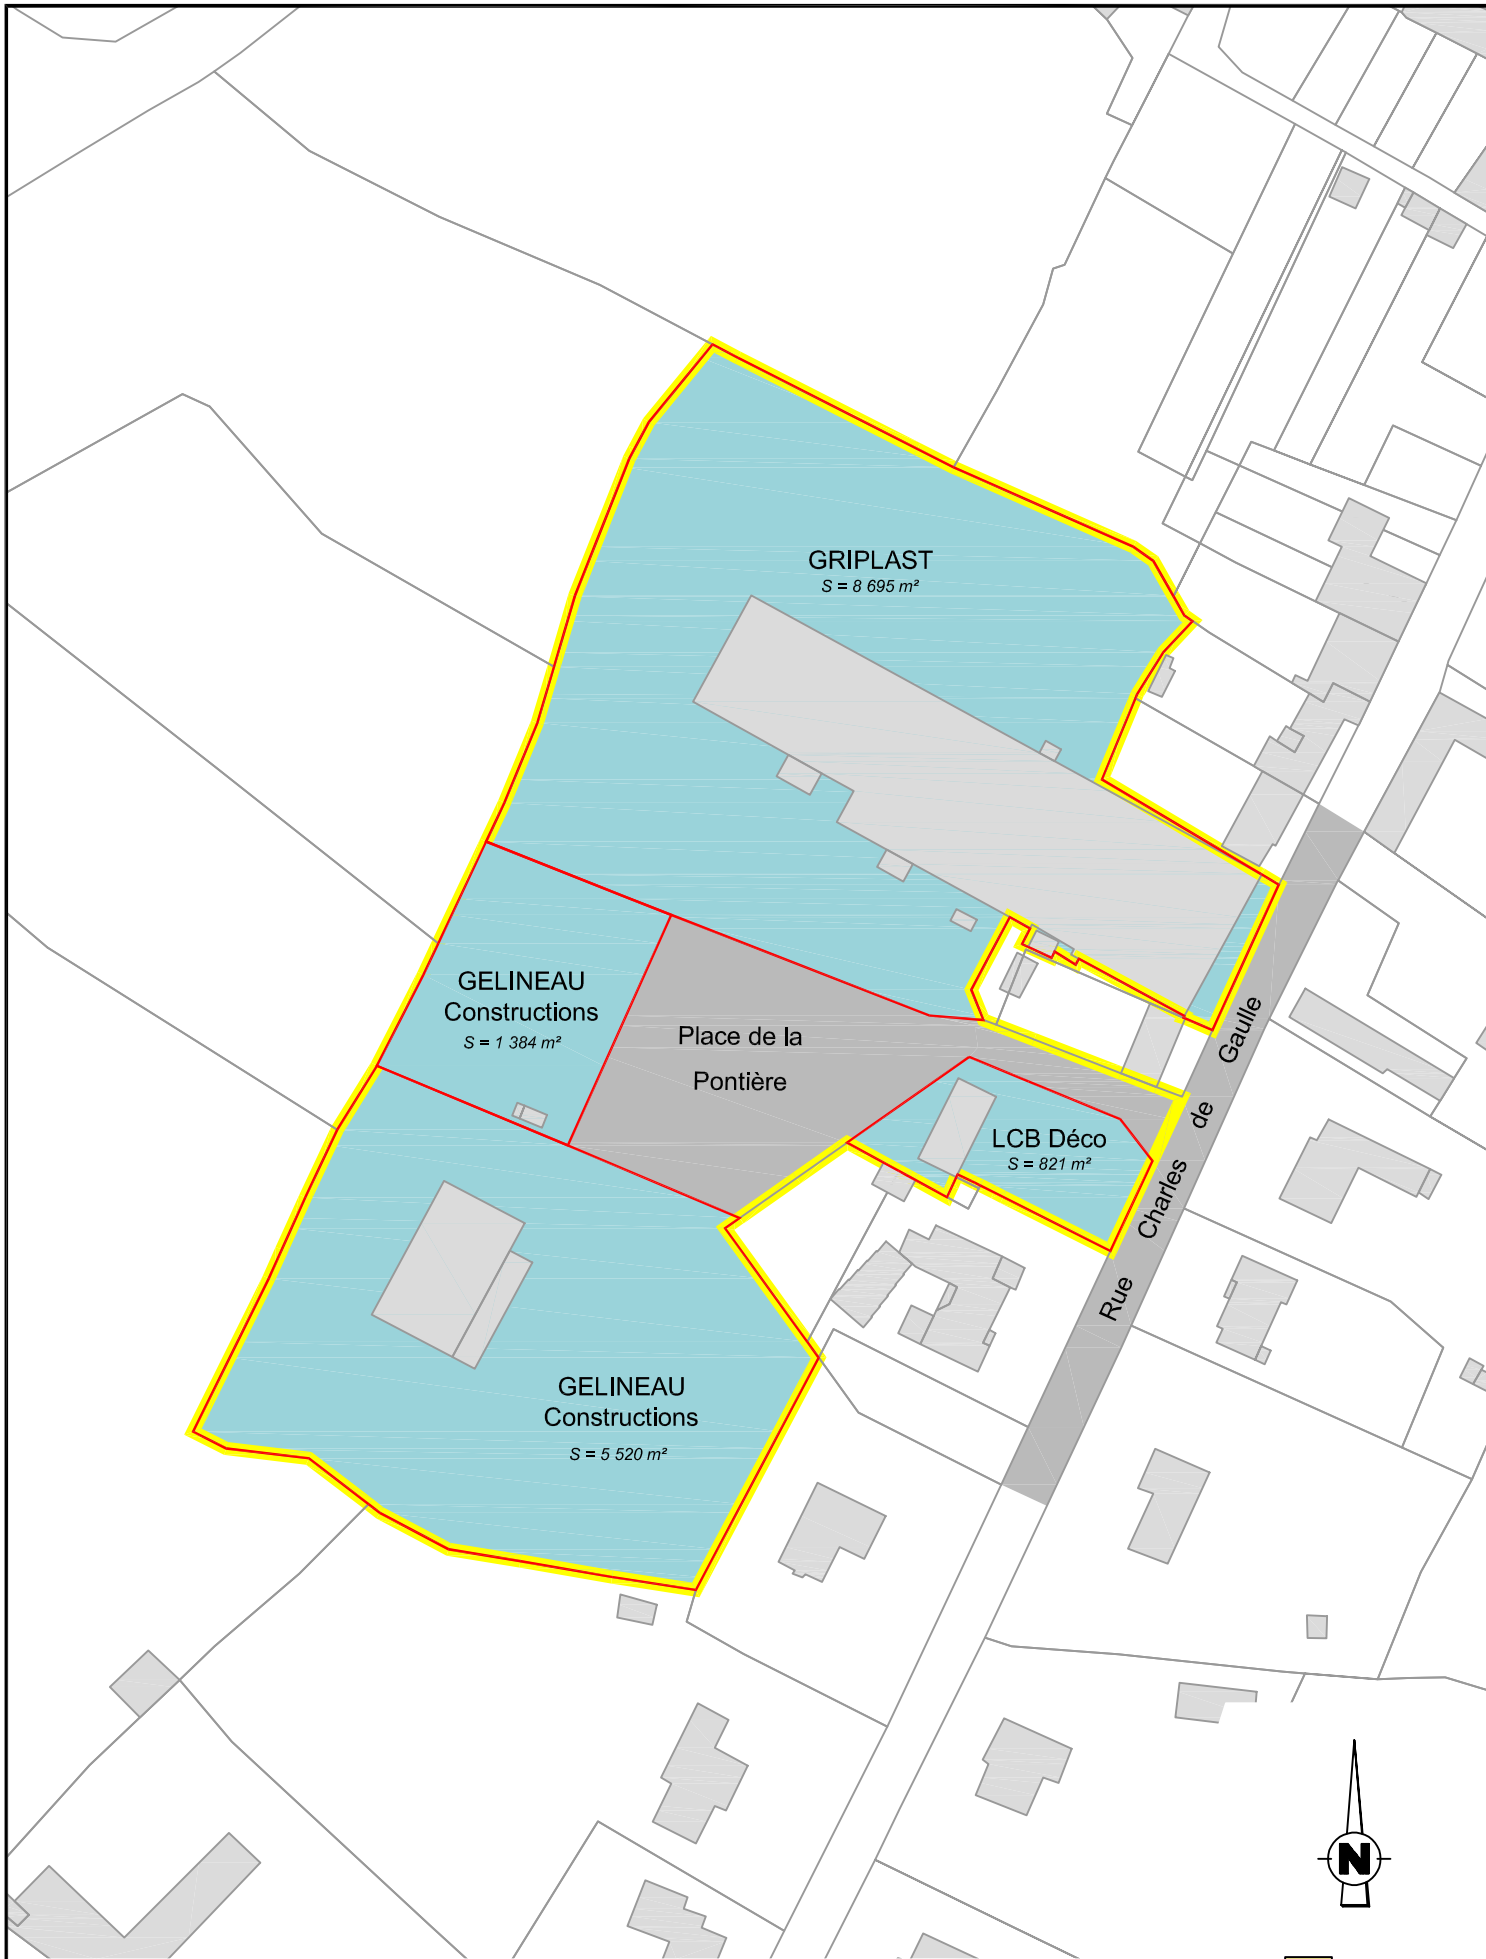 GRIPLAST
S = 8 695 m²
GELINEAU
Constructions
S = 1 384 m²
Place de la
Pontière
LCB Déco
S = 821 m²
Rue Charles de Gaulle
GELINEAU
Constructions
S = 5 520 m²
N